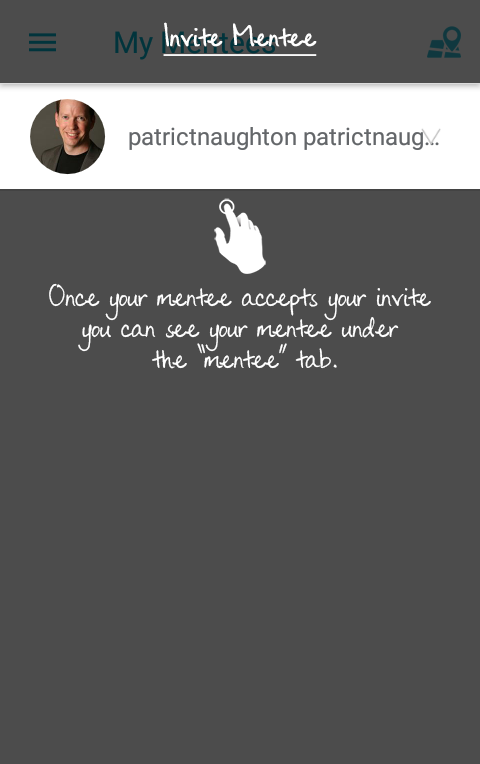 My Mentees
Invite Mentee
patrictnaughton patrictnaug...
Once your mentee accepts your invite
you can see your mentee under
the "mentee" tab.